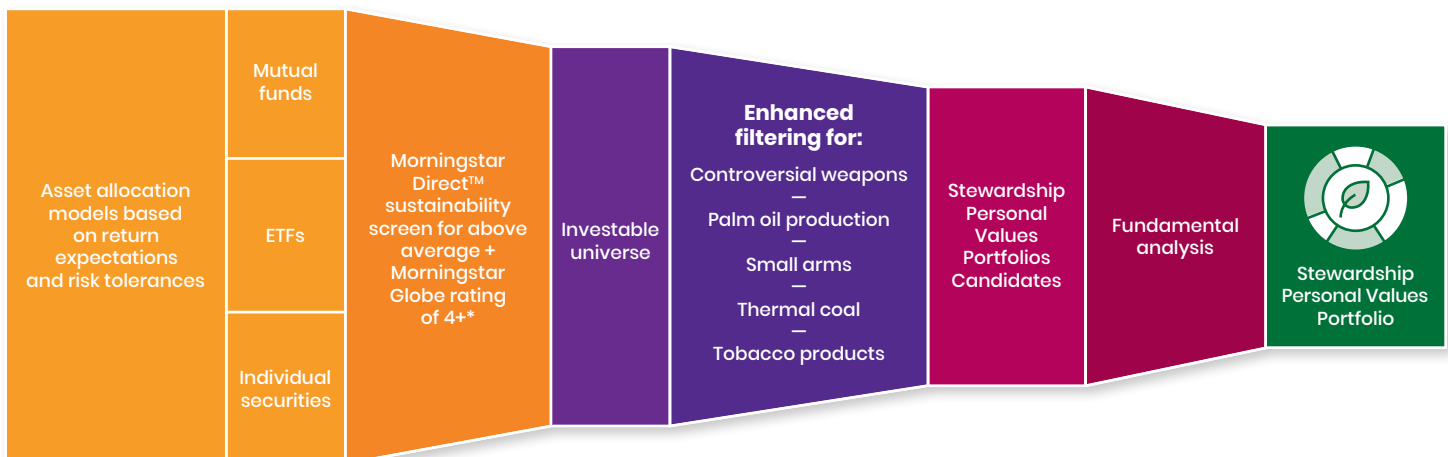 Asset allocation
models based
on return
expectations
and risk tolerances
Mutual
funds
ETFs
Individual
securities
Morningstar
Direct™
sustainability
screen for above
average +
Morningstar
Globe rating
of 4+*
Investable
universe
Enhanced
filtering for:
Controversial weapons
—
Palm oil production
—
Small arms
—
Thermal coal
—
Tobacco products
Stewardship
Personal
Values
Portfolios
Candidates
Fundamental
analysis
Stewardship
Personal Values
Portfolio